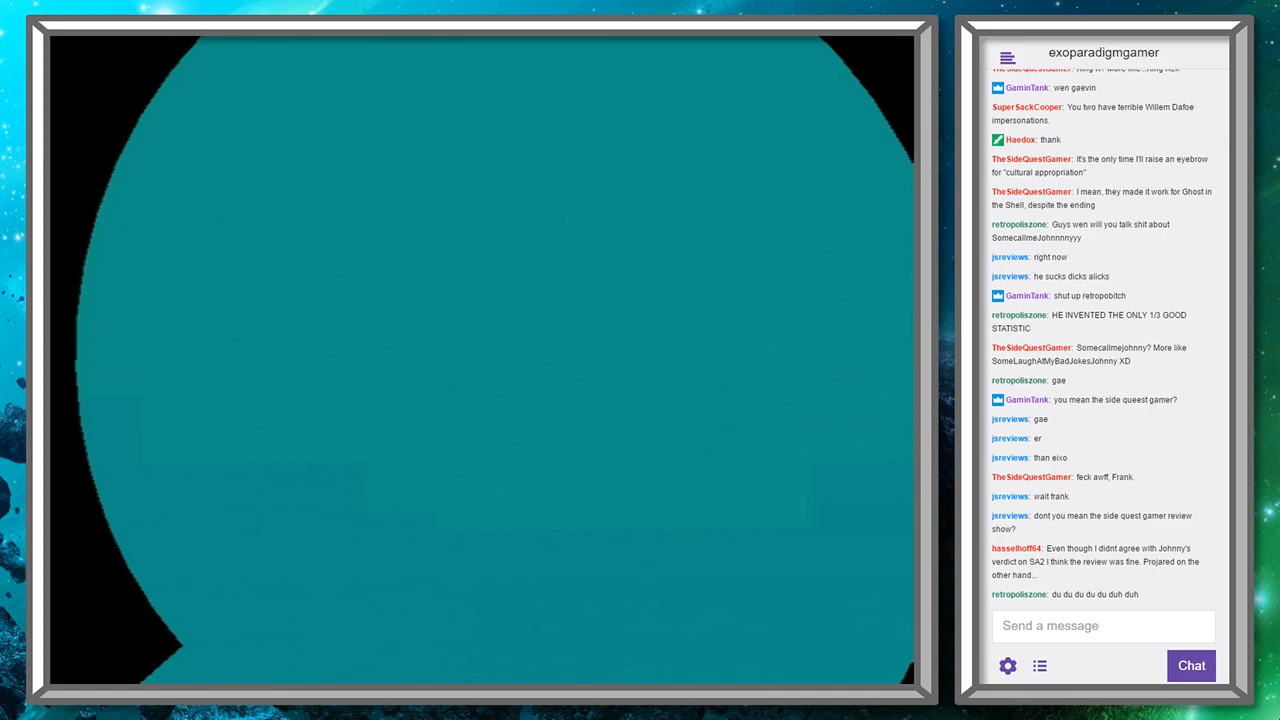 exoparadigmgamer
TheSideQuestGamer: King K? More like...King Kek
GaminTank: wen gaevin
SuperSackCooper: You two have terrible Willem Dafoe
impersonations.
Haedox: thank
TheSideQuestGamer: It's the only time I'll raise an eyebrow
for "cultural appropriation"
TheSideQuestGamer: I mean, they made it work for Ghost in
the Shell, despite the ending
retropoliszone: Guys wen will you talk shit about
SomecallmeJohnnnnyyy
jsreviews: right now
jsreviews: he sucks dicks alicks
GaminTank: shut up retropobitch
retropoliszone: HE INVENTED THE ONLY 1/3 GOOD
STATISTIC
TheSideQuestGamer: Somecallmejohnny? More like
SomeLaughAtMyBadJokesJohnny XD
retropoliszone: gae
GaminTank: you mean the side queest gamer?
jsreviews: gae
jsreviews: er
jsreviews: than eixo
TheSideQuestGamer: feck awff, Frank.
jsreviews: wait frank
jsreviews: dont you mean the side quest gamer review
show?
hasselhoff64: Even though I didnt agree with Johnny's
verdict on SA2 I think the review was fine. Projared on the
other hand...
retropoliszone: du du du du du duh duh
Send a message
Chat